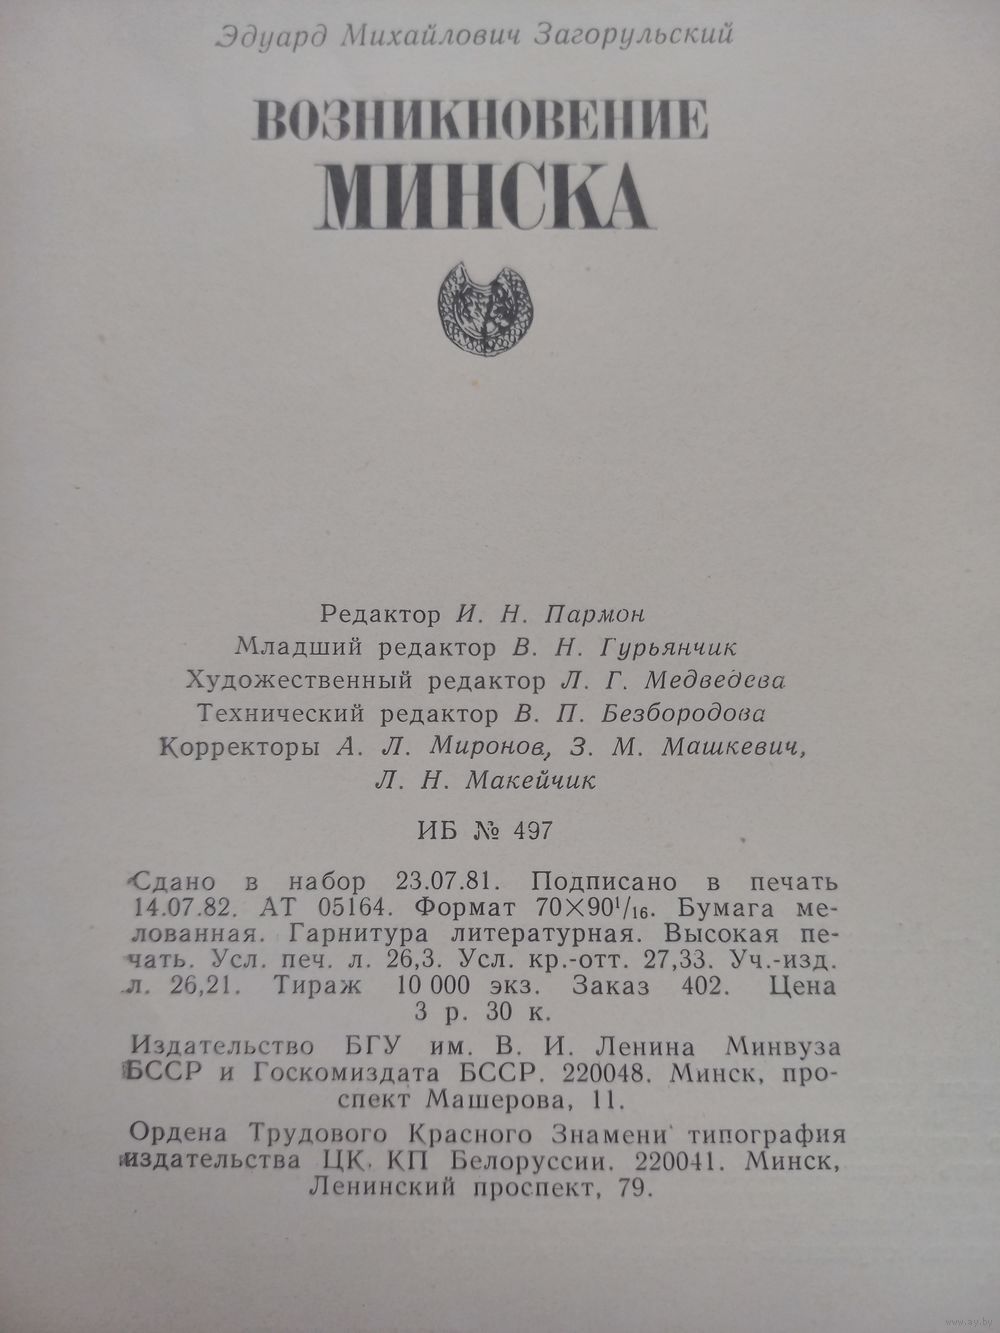 Эдуард Михайлович Загорульский
ВОЗНИКНОВЕНИЕ
МИНСКА
Редактор И. Н. Пармон
Младший редактор В. Н. Гурьянчик
Художественный редактор Л. Г. Медведева
Технический редактор В. П. Безбородова
Корректоры А. Л. Миронов, З. М. Машкевич,
Л. Н. Макейчик
ИБ № 497
Сдано в набор 23.07.81. Подписано в печать
14.07.82. АТ 05164. Формат 70×90¹/₁₆. Бумага ме-
лованная. Гарнитура литературная. Высокая пе-
чать. Усл. печ. л. 26,3. Усл. кр.-отт. 27,33. Уч.-изд.
л. 26,21. Тираж 10 000 экз. Заказ 402. Цена
3 р. 30 к.
Издательство БГУ им. В. И. Ленина Минвуза
БССР и Госкомиздата БССР. 220048. Минск, про-
спект Машерова, 11.
Ордена Трудового Красного Знамени типография
издательства ЦК КП Белоруссии. 220041. Минск,
Ленинский проспект, 79.
www.ay.by